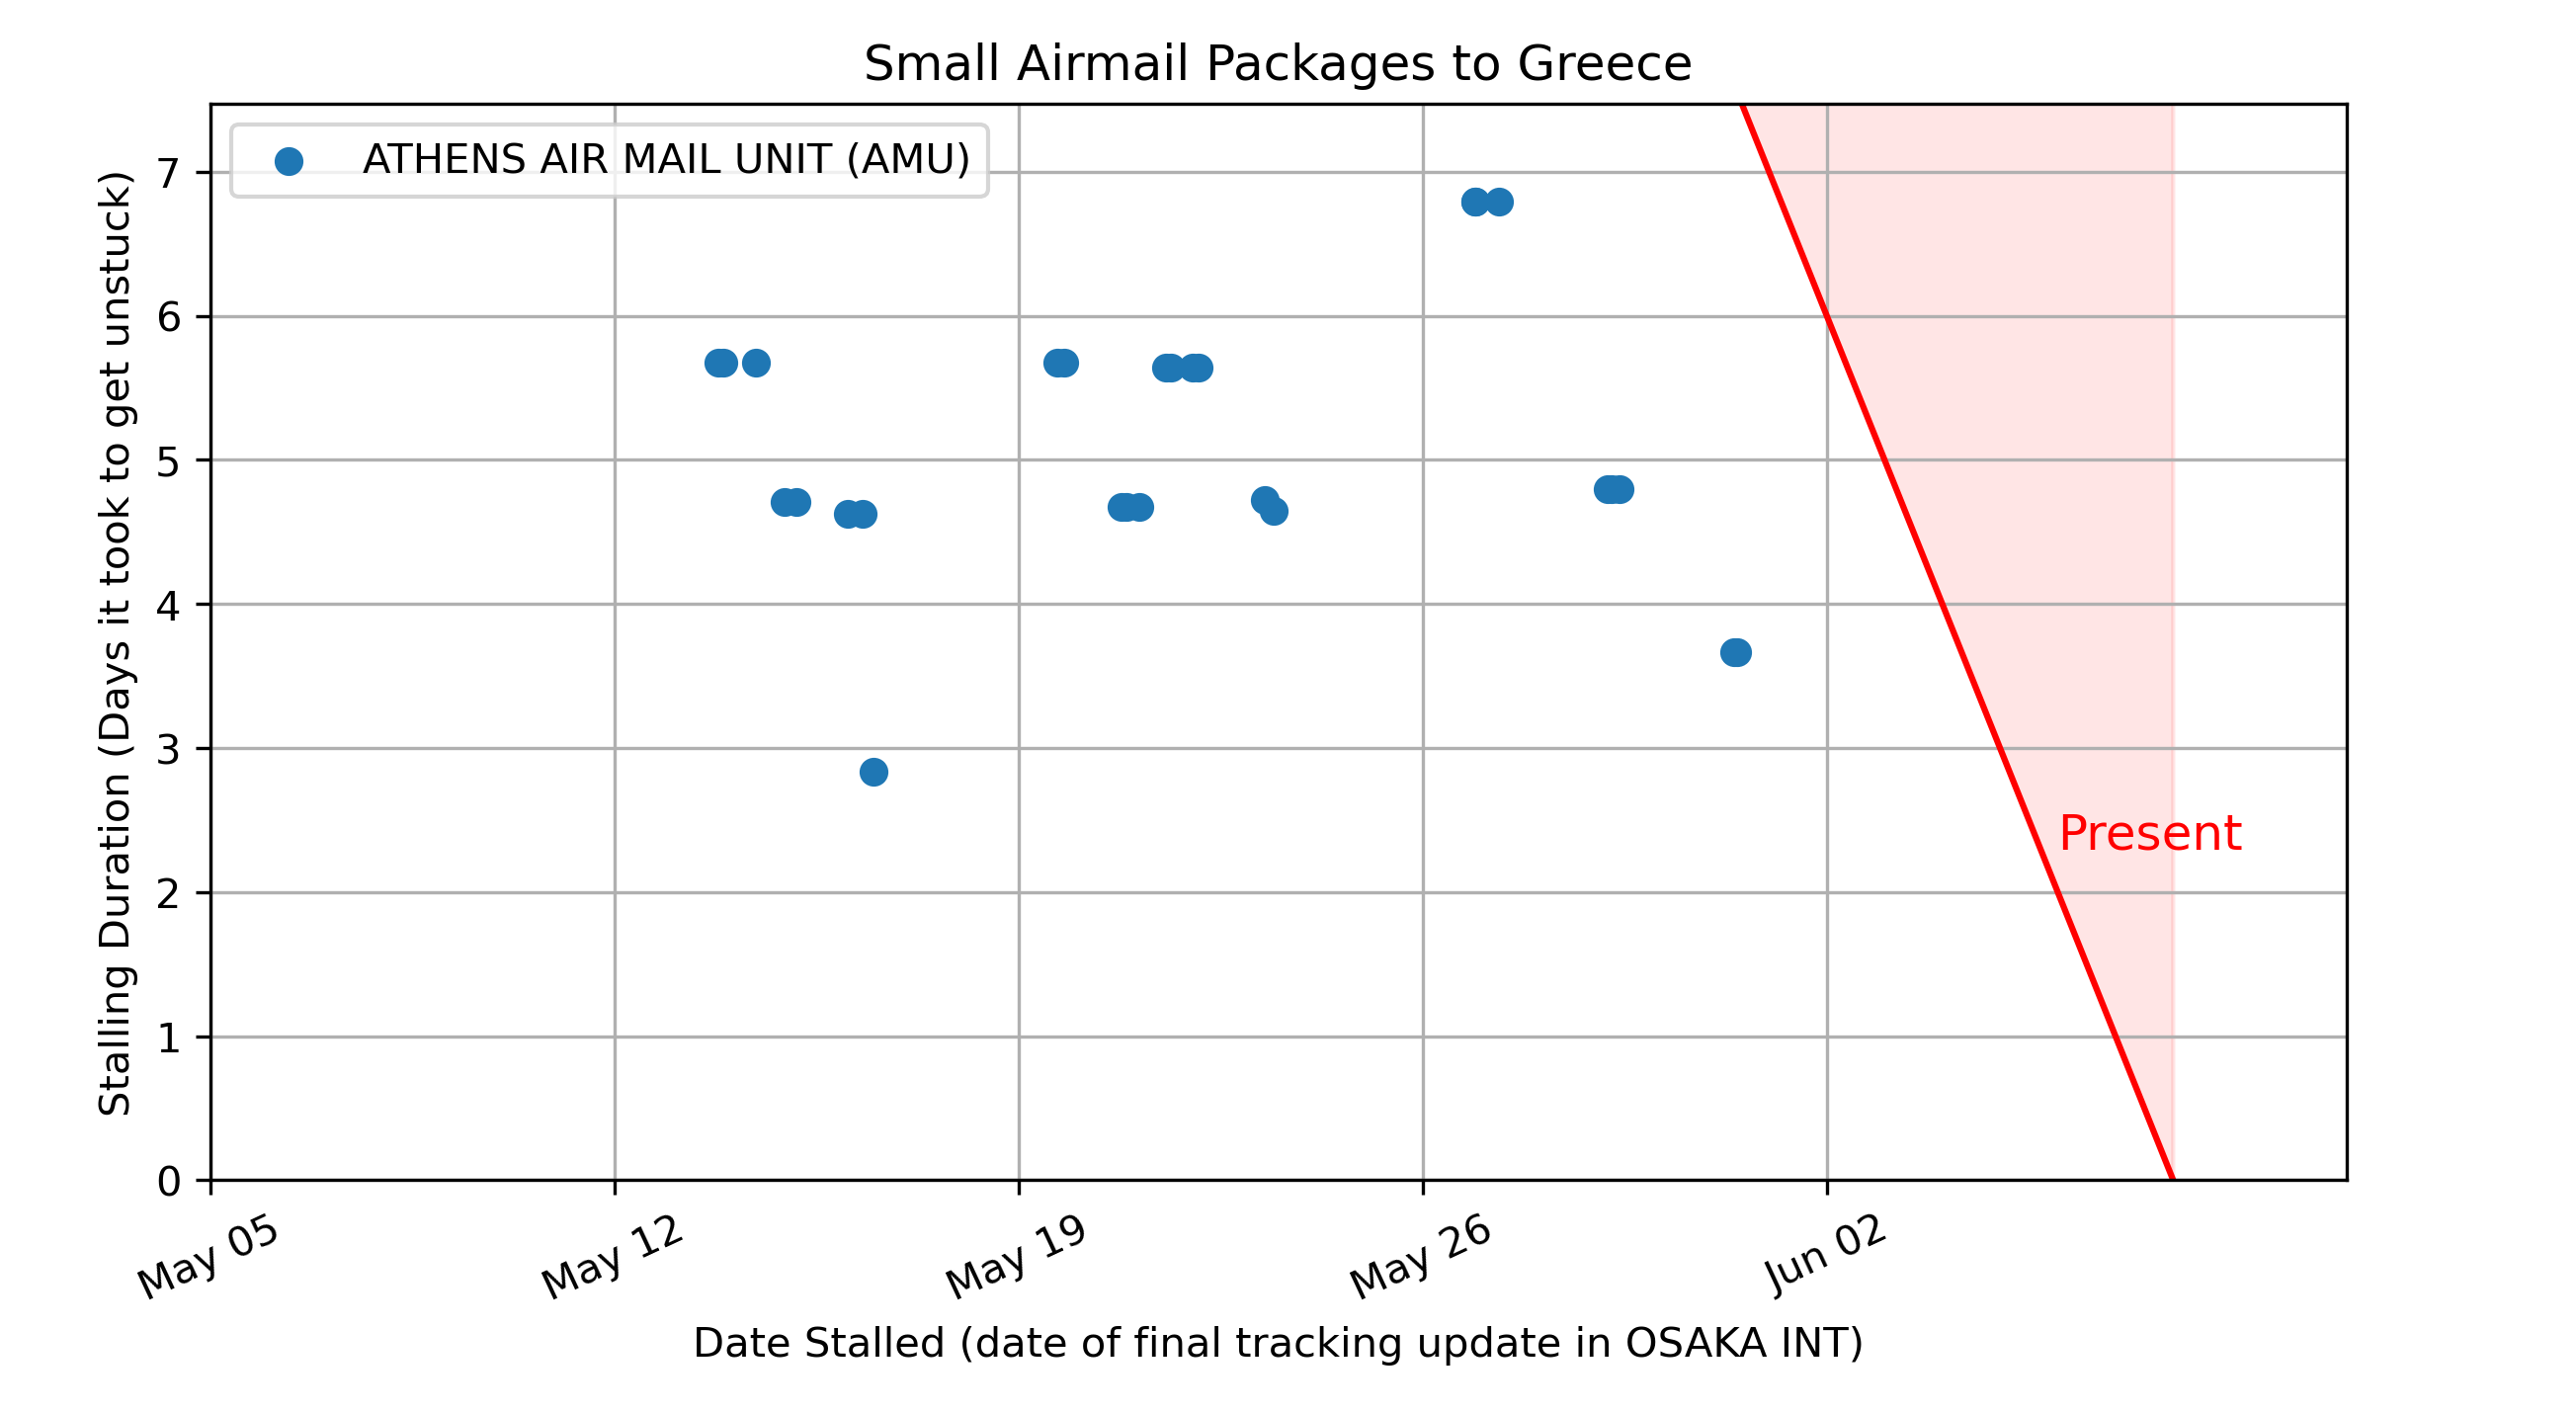 Small Airmail Packages to Greece
ATHENS AIR MAIL UNIT (AMU)
Stalling Duration (Days it took to get unstuck)
7
6
5
4
3
2
1
0
Present
May 05
May 12
May 19
May 26
Jun 02
Date Stalled (date of final tracking update in OSAKA INT)